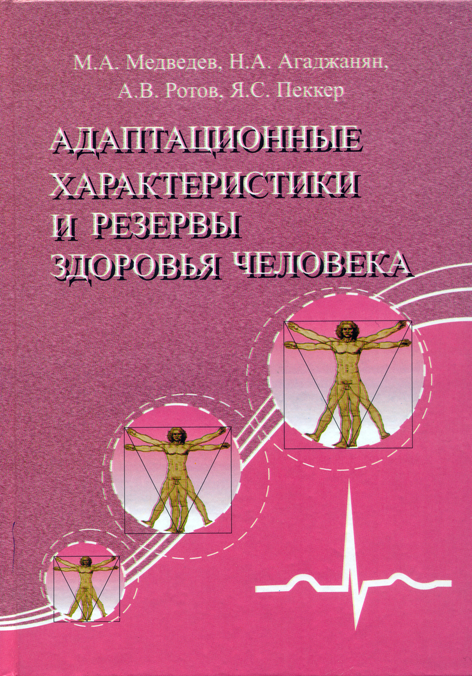 М.А. Медведев, Н.А. Агаджанян,
А.В. Ротов, Я.С. Пеккер
АДАПТАЦИОННЫЕ
ХАРАКТЕРИСТИКИ
И РЕЗЕРВЫ
ЗДОРОВЬЯ ЧЕЛОВЕКА